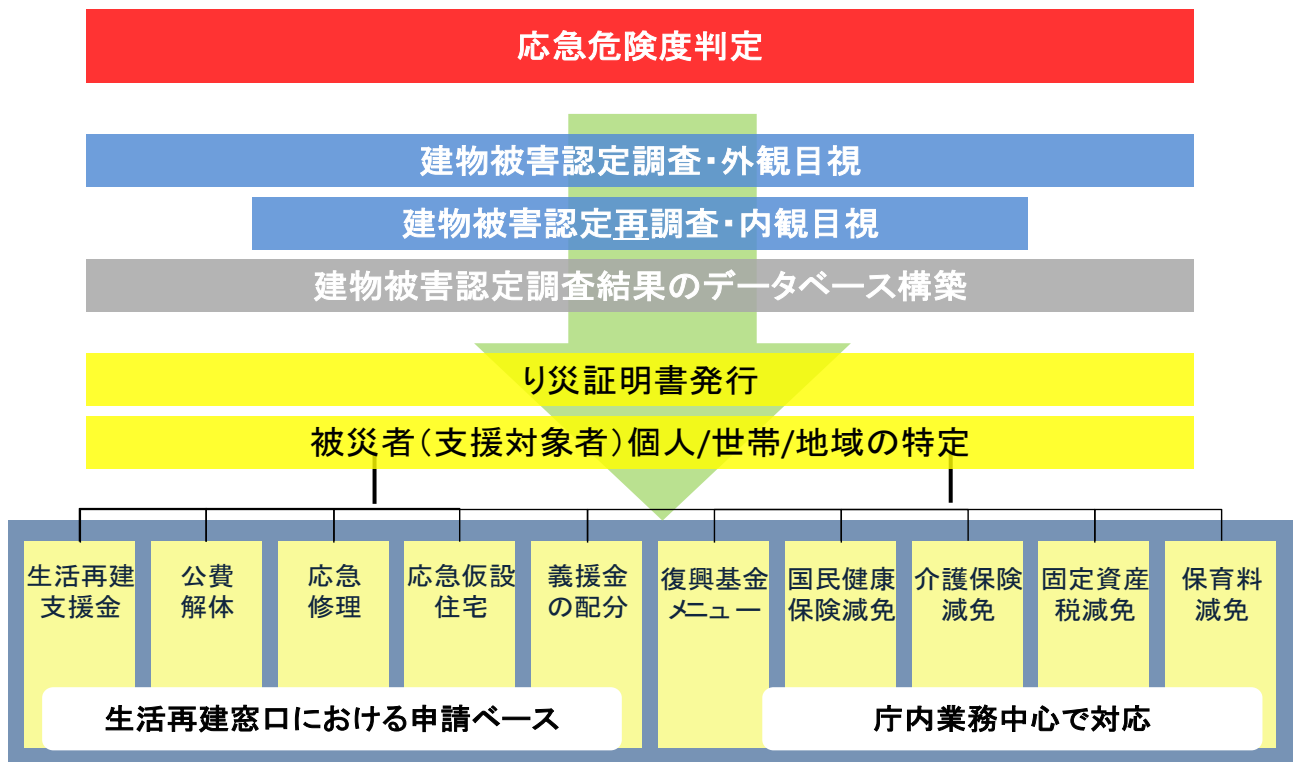 応急危険度判定
建物被害認定調査・外観目視
建物被害認定再調査・内観目視
建物被害認定調査結果のデータベース構築
り災証明書発行
被災者（支援対象者）個人/世帯/地域の特定
生活再建
支援金
公費
解体
応急
修理
応急仮設
住宅
義援金
の配分
復興基金
メニュー
国民健康
保険減免
介護保険
減免
固定資産
税減免
保育料
減免
生活再建窓口における申請ベース
庁内業務中心で対応